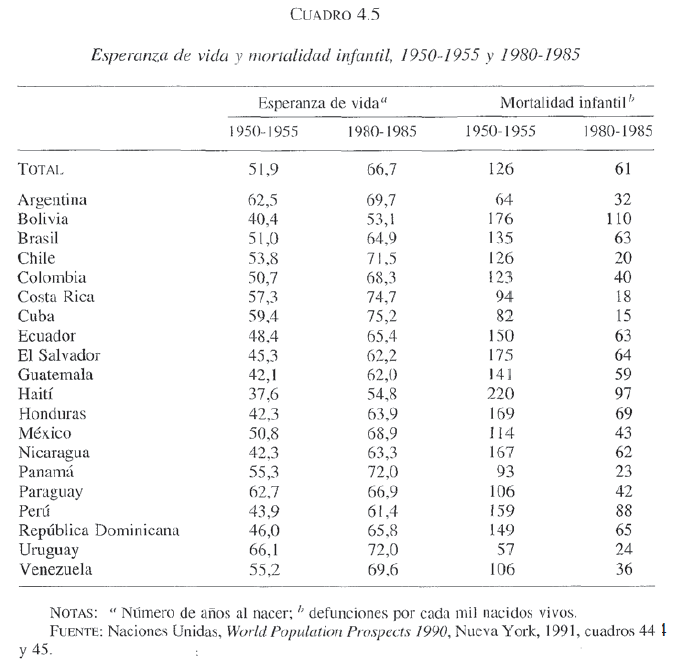 CUADRO 4.5
Esperanza de vida y mortalidad infantil, 1950-1955 y 1980-1985
Esperanza de vida a Mortalidad infantil b
1950-1955 1980-1985 1950-1955 1980-1985
TOTAL 51,9 66,7 126 61
Argentina 62,5 69,7 64 32
Bolivia 40,4 53,1 176 110
Brasil 51,0 64,9 135 63
Chile 53,8 71,5 126 20
Colombia 50,7 68,3 123 40
Costa Rica 57,3 74,7 94 18
Cuba 59,4 75,2 82 15
Ecuador 48,4 65,4 150 63
El Salvador 45,3 62,2 175 64
Guatemala 42,1 62,0 141 59
Haití 37,6 54,8 220 97
Honduras 42,3 63,9 169 69
México 50,8 68,9 114 43
Nicaragua 42,3 63,3 167 62
Panamá 55,3 72,0 93 23
Paraguay 62,7 66,9 106 42
Perú 43,9 61,4 159 88
República Dominicana 46,0 65,8 149 65
Uruguay 66,1 72,0 57 24
Venezuela 55,2 69,6 106 36
NOTAS: a Número de años al nacer; b defunciones por cada mil nacidos vivos.
FUENTE: Naciones Unidas, World Population Prospects 1990, Nueva York, 1991, cuadros 44
y 45.